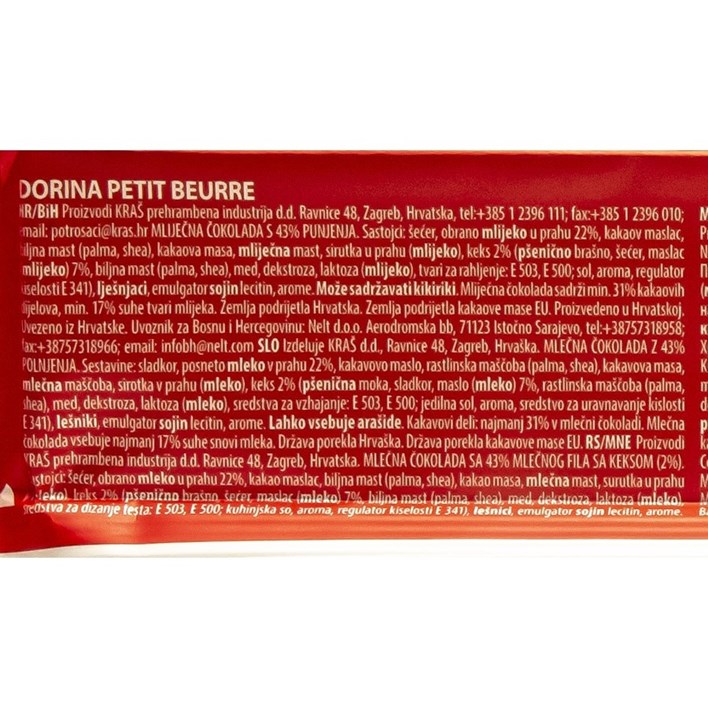 DORINA PETIT BEURRE
HR/BiH Proizvodi KRAŠ prehrambena industrija d.d. Ravnice 48, Zagreb, Hrvatska, tel:+385 1 2396 111; fax:+385 1 2396 010;
email: potrosaci@kras.hr MLIJEČNA ČOKOLADA S 43% PUNJENJA. Sastojci: šećer, obrano mlijeko u prahu 22%, kakaov maslac,
biljna mast (palma, shea), kakaova masa, mliječna mast, sirutka u prahu (mlijeko), keks 2% (pšenično brašno, šećer, maslac
(mlijeko) 7%, biljna mast (palma, shea), med, dekstroza, laktoza (mlijeko), tvari za rahljenje: E 503, E 500; sol, aroma, regulator
kiselosti E 341), lješnjaci, emulgator sojin lecitin, arome. Može sadržavati kikiriki. Mliječna čokolada sadrži min. 31% kakaovih
dijelova, min. 17% suhe tvari mlijeka. Zemlja podrijetla Hrvatska. Zemlja podrijetla kakaove mase EU. Proizvedeno u Hrvatskoj.
Uvezeno iz Hrvatske. Uvoznik za Bosnu i Hercegovinu: Nelt d.o.o. Aerodromska bb, 71123 Istočno Sarajevo, tel:+38757318958;
fax:+38757318966; email: infobh@nelt.com SLO Izdeluje KRAŠ d.d., Ravnice 48, Zagreb, Hrvaška. MLEČNA ČOKOLADA Z 43%
POLNJENJA. Sestavine: sladkor, posneto mleko v prahu 22%, kakavovo maslo, rastlinska maščoba (palma, shea), kakavova masa,
mlečna maščoba, sirotka v prahu (mleko), keks 2% (pšenična moka, sladkor, maslo (mleko) 7%, rastlinska maščoba (palma,
shea), med, dekstroza, laktoza (mleko), sredstva za vzhajanje: E 503, E 500; jedilna sol, aroma, sredstvo za uravnavanje kislosti
E 341), lešniki, emulgator sojin lecitin, arome. Lahko vsebuje arašide. Kakavovi deli: najmanj 31% v mlečni čokoladi. Mlečna
čokolada vsebuje najmanj 17% suhe snovi mleka. Država porekla Hrvaška. Država porekla kakavove mase EU. RS/MNE Proizvodi
KRAŠ prehrambena industrija d.d. Ravnice 48, Zagreb, Hrvatska. MLEČNA ČOKOLADA SA 43% MLEČNOG FILA SA KEKSOM (2%).
Sastojci: šećer, obrano mleko u prahu 22%, kakao maslac, biljna mast (palma, shea), kakao masa, mlečna mast, surutka u prahu
(mleko), keks 2% (pšenično brašno, šećer, maslac (mleko) 7%, biljna mast (palma, shea), med, dekstroza, laktoza (mleko),
sredstva za dizanje testa: E 503, E 500; kuhinjska so, aroma, regulator kiselosti E 341), lešnici, emulgator sojin lecitin, arome.